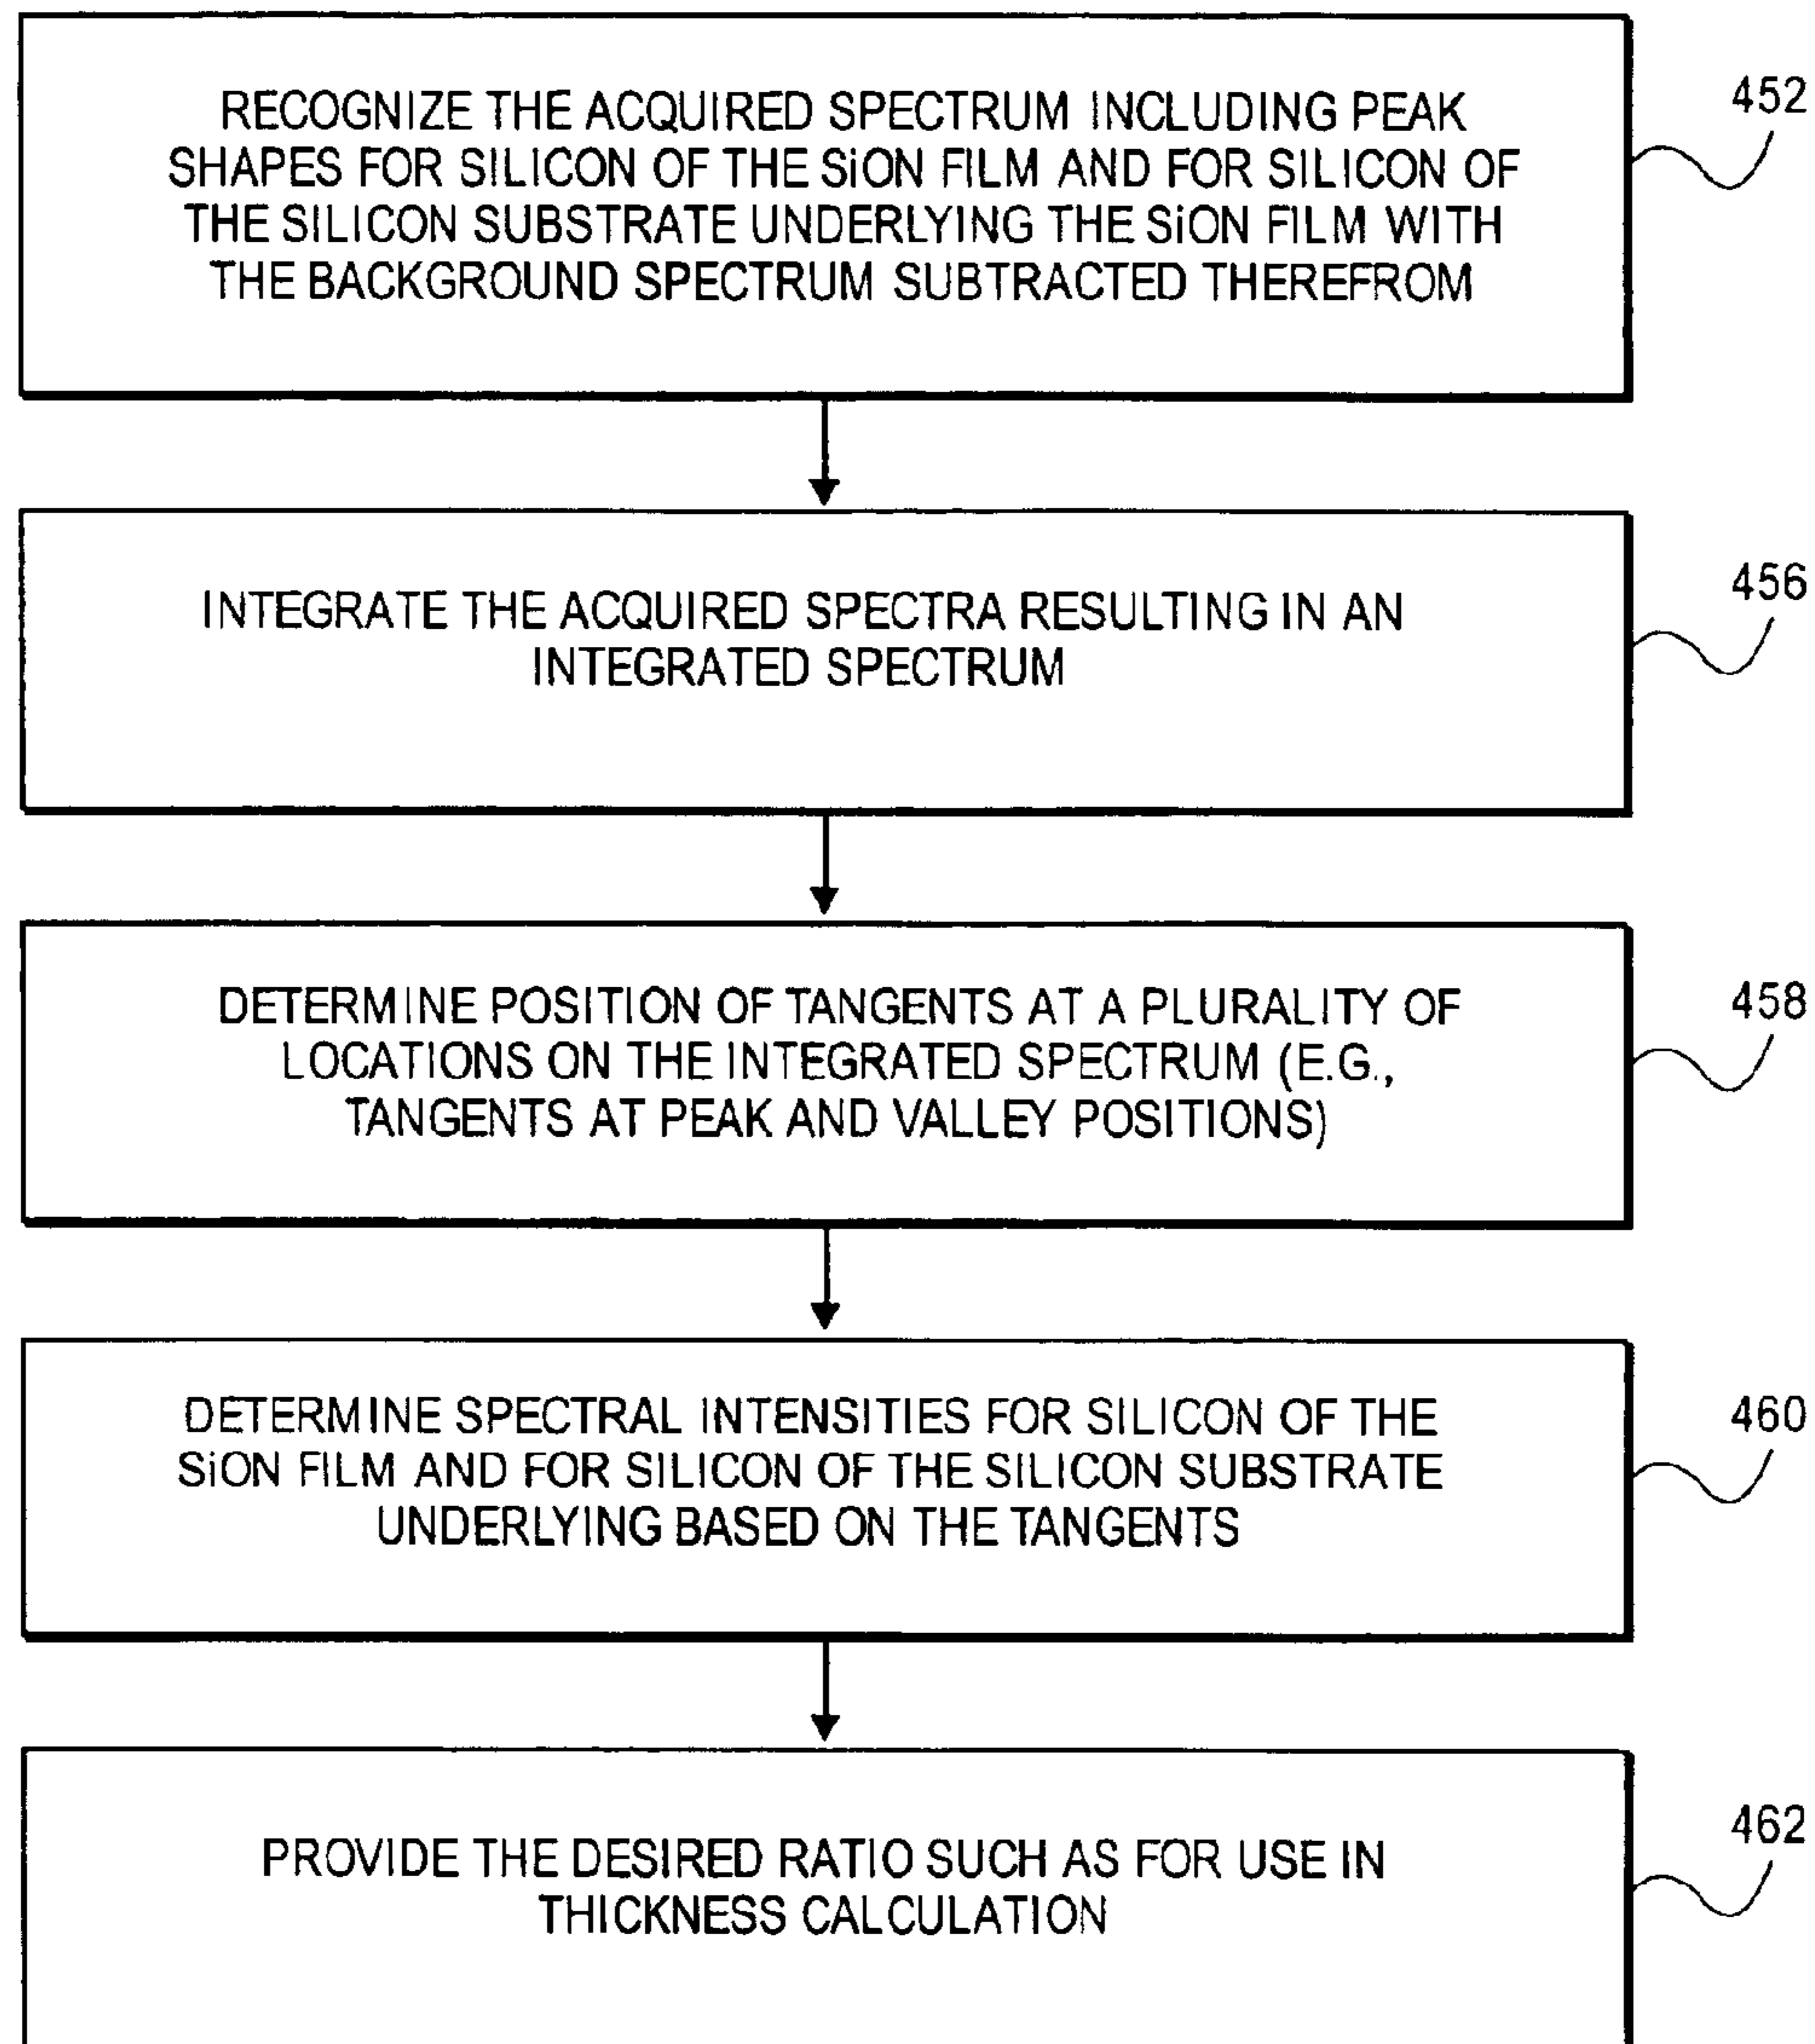 RECOGNIZE THE ACQUIRED SPECTRUM INCLUDING PEAK
SHAPES FOR SILICON OF THE SiON FILM AND FOR SILICON OF
THE SILICON SUBSTRATE UNDERLYING THE SiON FILM WITH
THE BACKGROUND SPECTRUM SUBTRACTED THEREFROM
452
INTEGRATE THE ACQUIRED SPECTRA RESULTING IN AN
INTEGRATED SPECTRUM
456
DETERMINE POSITION OF TANGENTS AT A PLURALITY OF
LOCATIONS ON THE INTEGRATED SPECTRUM (E.G.,
TANGENTS AT PEAK AND VALLEY POSITIONS)
458
DETERMINE SPECTRAL INTENSITIES FOR SILICON OF THE
SiON FILM AND FOR SILICON OF THE SILICON SUBSTRATE
UNDERLYING BASED ON THE TANGENTS
460
PROVIDE THE DESIRED RATIO SUCH AS FOR USE IN
THICKNESS CALCULATION
462